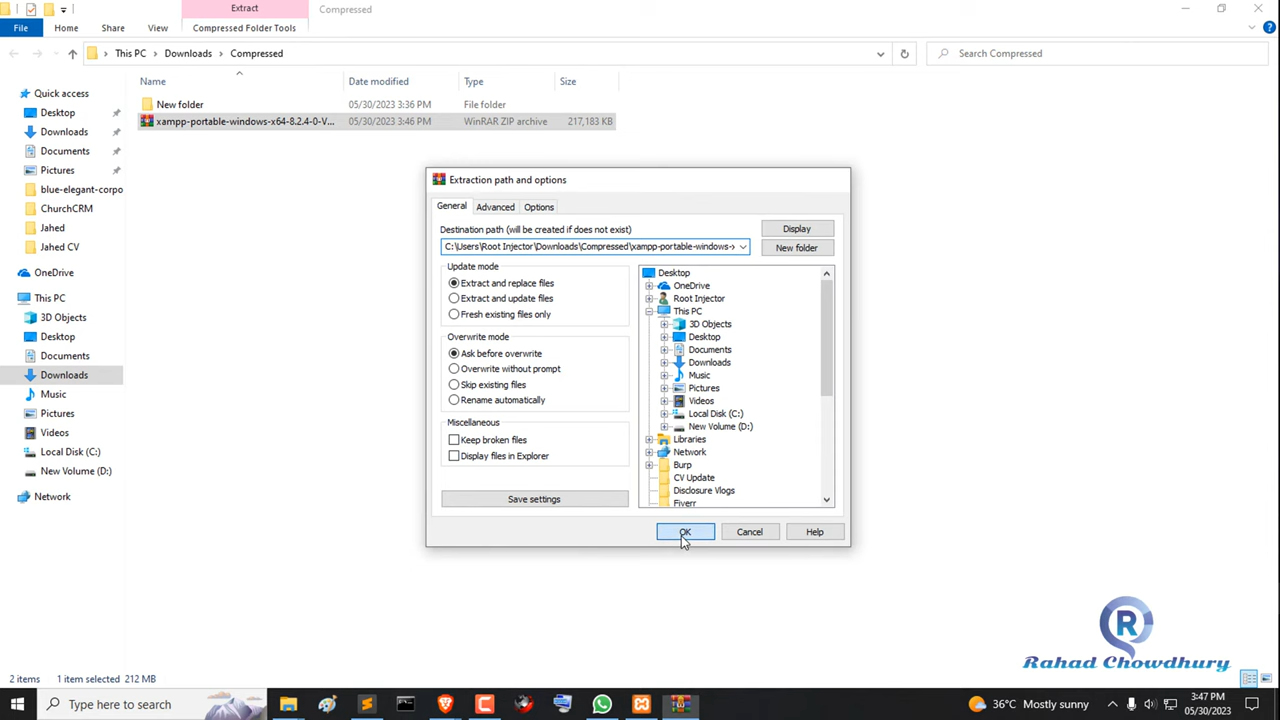 Extract
Compressed
File
Home
Share
View
Compressed Folder Tools
This PC
Downloads
Compressed
Search Compressed
Name
Date modified
Type
Size
New folder
05/30/2023 3:36 PM
File folder
xampp-portable-windows-x64-8.2.4-0-V...
05/30/2023 3:46 PM
WinRAR ZIP archive
217,183 KB
Quick access
Desktop
Downloads
Documents
Pictures
blue-elegant-corpo
ChurchCRM
Jahed
Jahed CV
OneDrive
This PC
3D Objects
Desktop
Documents
Downloads
Music
Pictures
Videos
Local Disk (C:)
New Volume (D:)
Network
Extraction path and options
General
Advanced
Options
Destination path (will be created if does not exist)
Display
C:\Users\Root Injector\Downloads\Compressed\xampp-portable-windows-›
New folder
Update mode
Extract and replace files
Extract and update files
Fresh existing files only
Overwrite mode
Ask before overwrite
Overwrite without prompt
Skip existing files
Rename automatically
Miscellaneous
Keep broken files
Display files in Explorer
Save settings
Desktop
OneDrive
Root Injector
This PC
3D Objects
Desktop
Documents
Downloads
Music
Pictures
Videos
Local Disk (C:)
New Volume (D:)
Libraries
Network
Burp
CV Update
Disclosure Vlogs
Fiverr
OK
Cancel
Help
R
Rahad Chowdhury
2 items
1 item selected 212 MB
Type here to search
36°C Mostly sunny
3:47 PM
05/30/2023